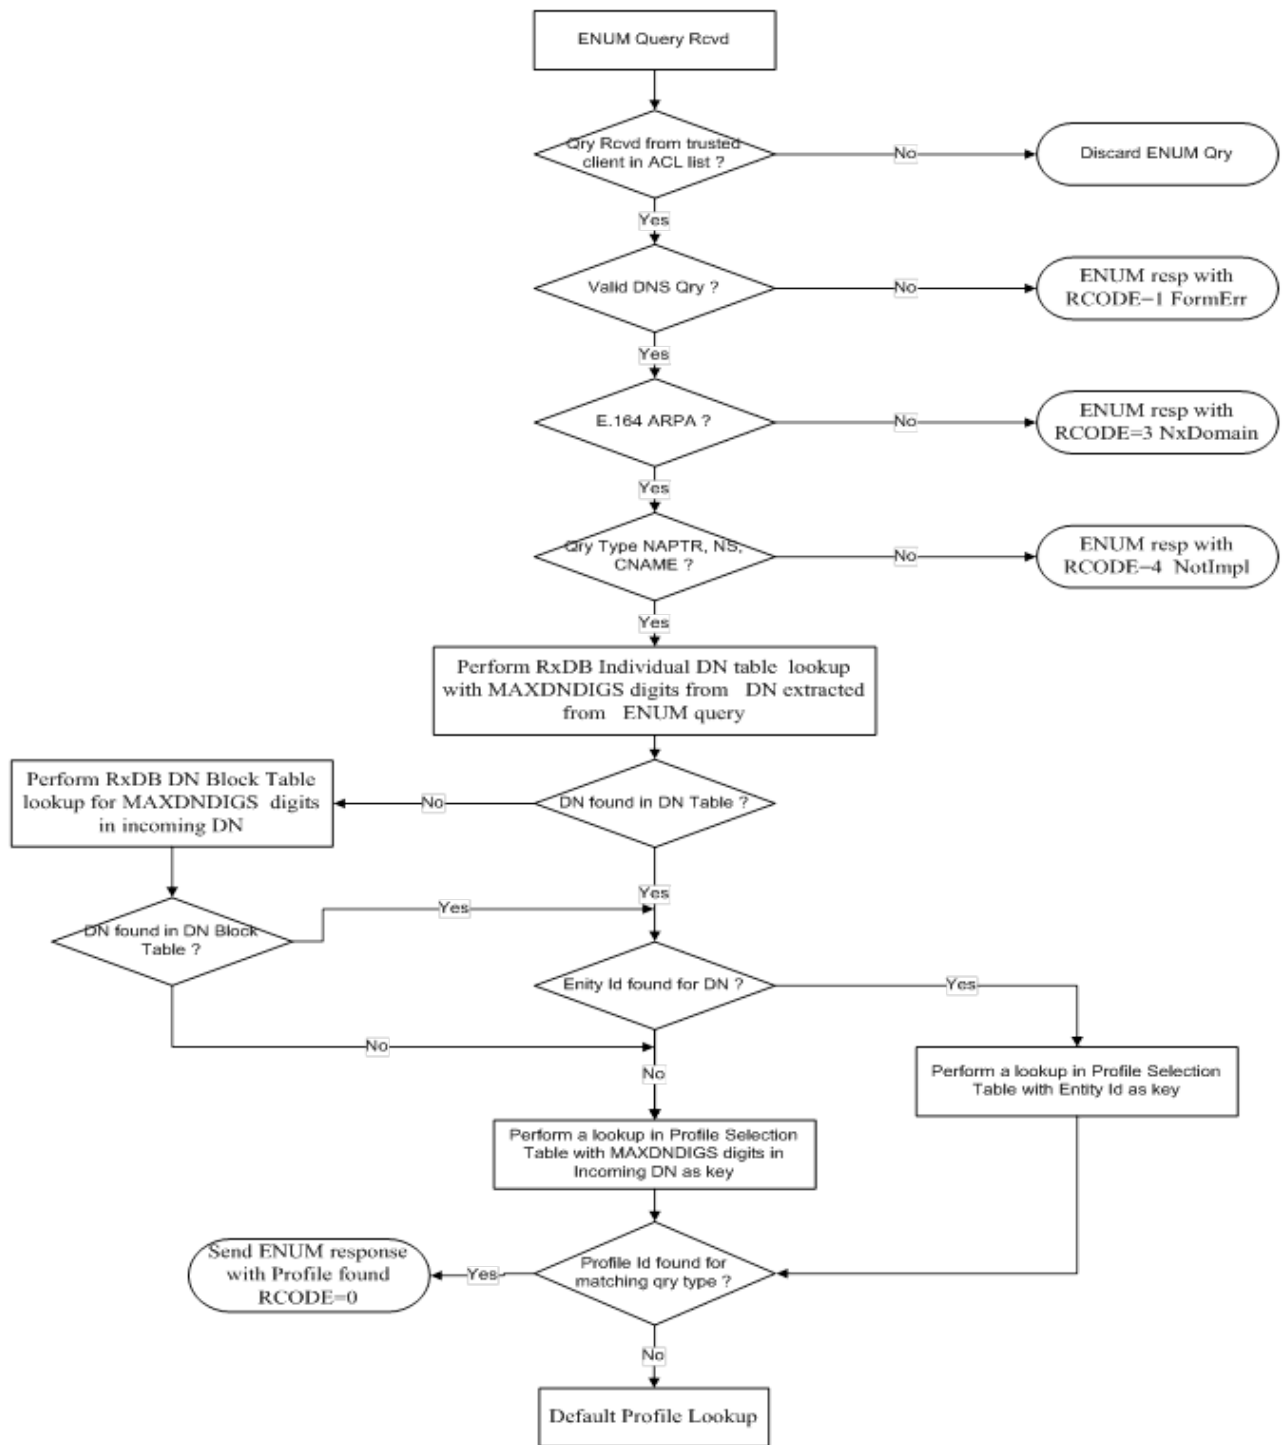 ENUM Query Rcvd
Qry Rcvd from trusted
client in ACL list ?
No
Discard ENUM Qry
Yes
Valid DNS Qry ?
No
ENUM resp with
RCODE=1 FormErr
Yes
E.164 ARPA ?
No
ENUM resp with
RCODE=3 NxDomain
Yes
Qry Type NAPTR, NS,
CNAME ?
No
ENUM resp with
RCODE=4 NotImpl
Yes
Perform RxDB Individual DN table lookup
with MAXDNDIGS digits from DN extracted
from ENUM query
DN found in DN Table ?
No
Perform RxDB DN Block Table
lookup for MAXDNDIGS digits
in incoming DN
Yes
DN found in DN Block
Table ?
Yes
Enity Id found for DN ?
Yes
No
No
Perform a lookup in Profile Selection
Table with Entity Id as key
Perform a lookup in Profile Selection
Table with MAXDNDIGS digits in
Incoming DN as key
Profile Id found for
matching qry type ?
Yes
Send ENUM response
with Profile found
RCODE=0
No
Default Profile Lookup